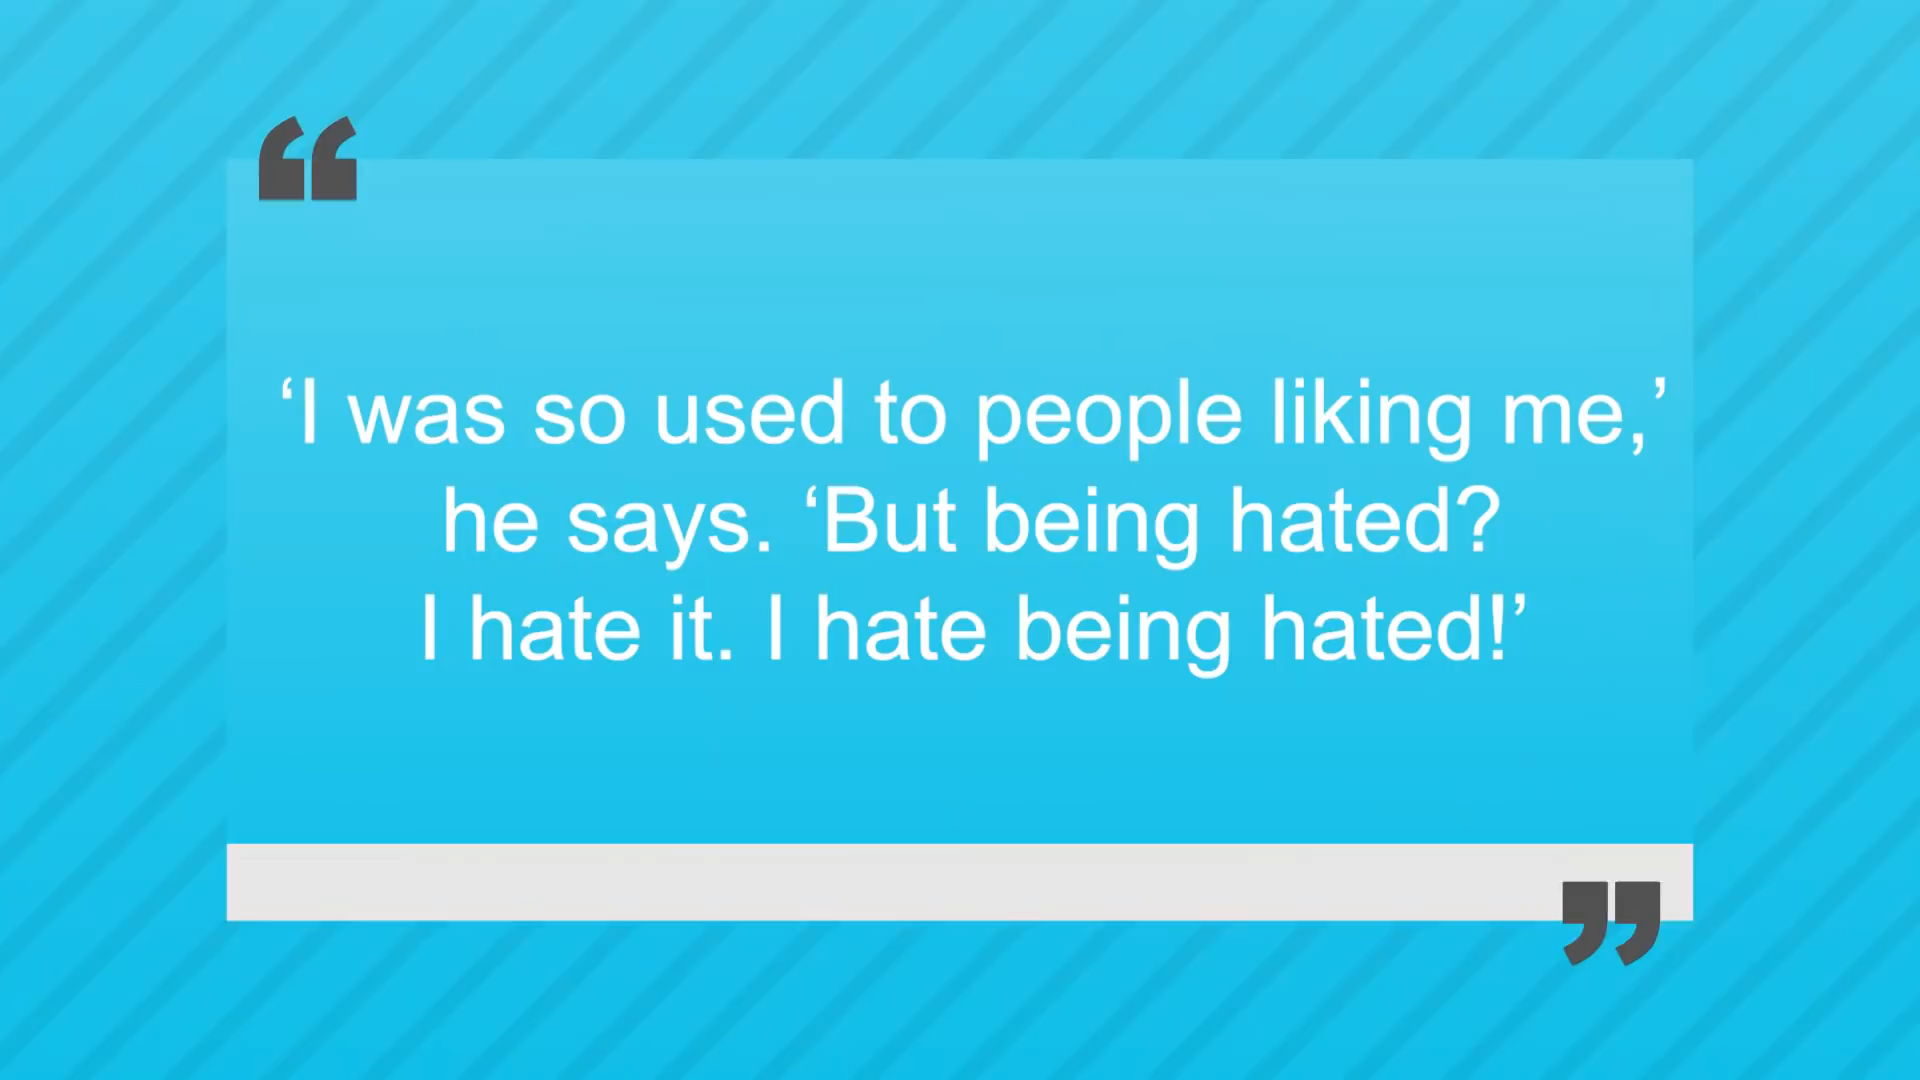 “
‘I was so used to people liking me,’
he says. ‘But being hated?
I hate it. I hate being hated!’
”